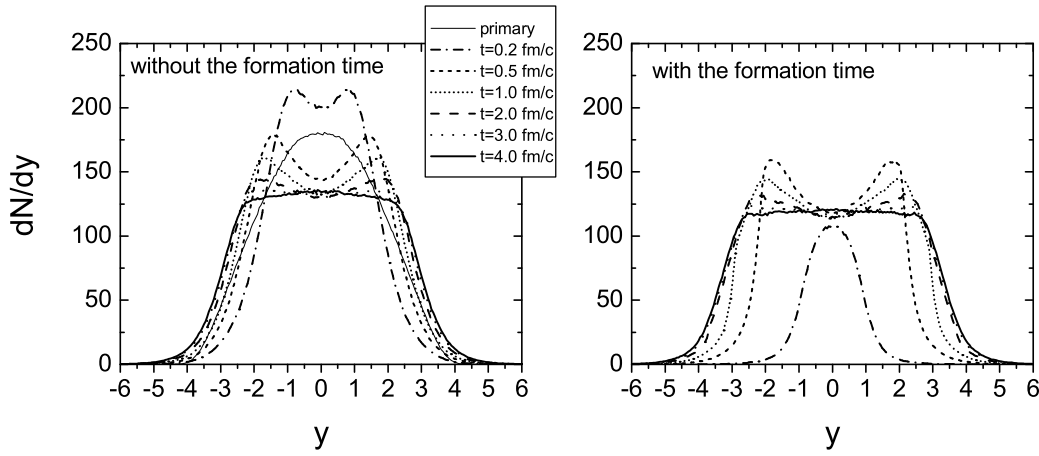 without the formation time
with the formation time
primary
t=0.2 fm/c
t=0.5 fm/c
t=1.0 fm/c
t=2.0 fm/c
t=3.0 fm/c
t=4.0 fm/c
dN/dy
250
200
150
100
50
0
-6 -5 -4 -3 -2 -1 0 1 2 3 4 5 6
y
250
200
150
100
50
0
-6 -5 -4 -3 -2 -1 0 1 2 3 4 5 6
y